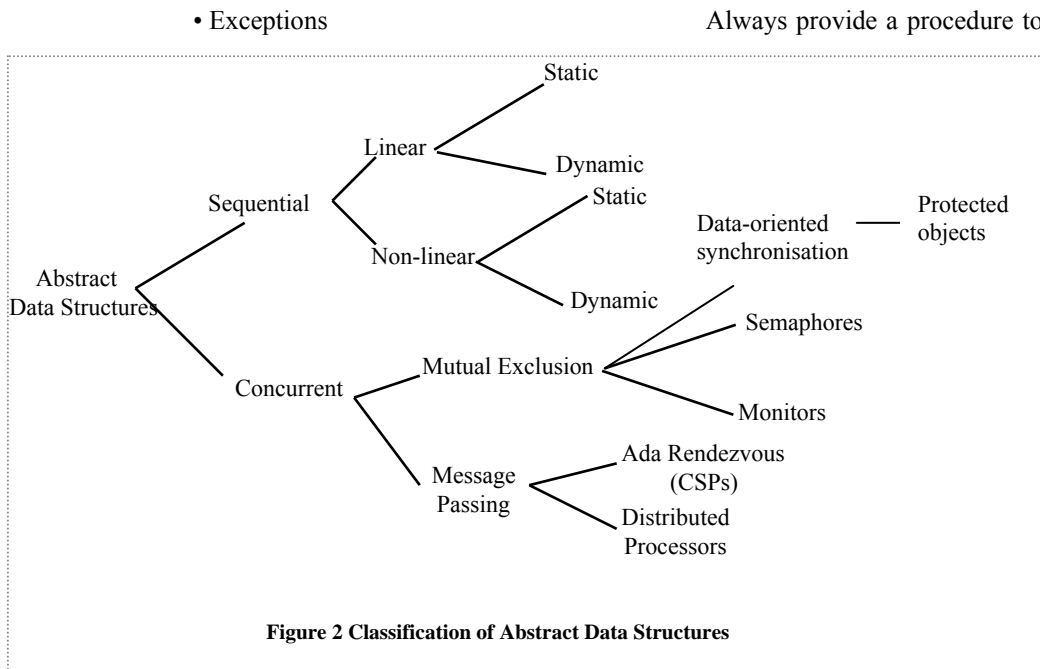 • Exceptions
Always provide a procedure to
Static
Linear
Dynamic
Sequential
Static
Non-linear
Dynamic
Data-oriented
synchronisation
Protected
objects
Abstract
Data Structures
Semaphores
Mutual Exclusion
Concurrent
Monitors
Ada Rendezvous
(CSPs)
Message
Passing
Distributed
Processors
Figure 2 Classification of Abstract Data Structures